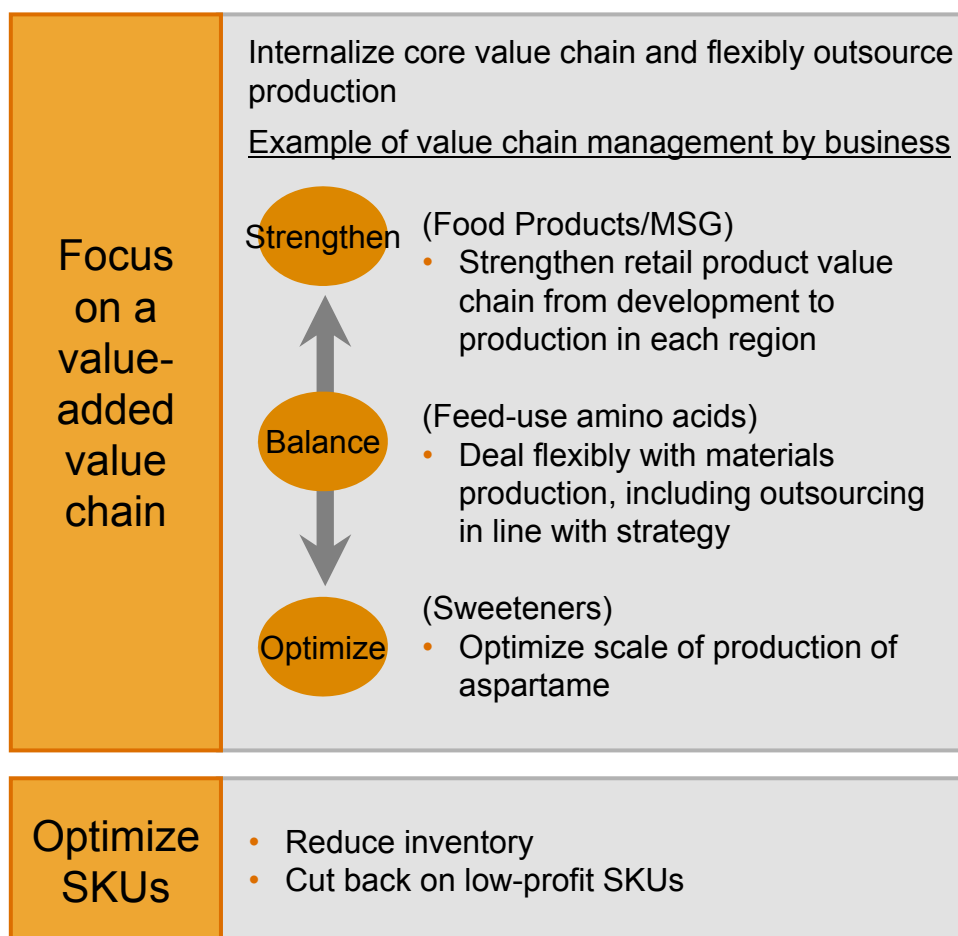 Focus
on a
value-
added
value
chain
Internalize core value chain and flexibly outsource
production
Example of value chain management by business
Strengthen
(Food Products/MSG)
• Strengthen retail product value
chain from development to
production in each region
Balance
(Feed-use amino acids)
• Deal flexibly with materials
production, including outsourcing
in line with strategy
Optimize
(Sweeteners)
• Optimize scale of production of
aspartame
Optimize
SKUs
• Reduce inventory
• Cut back on low-profit SKUs